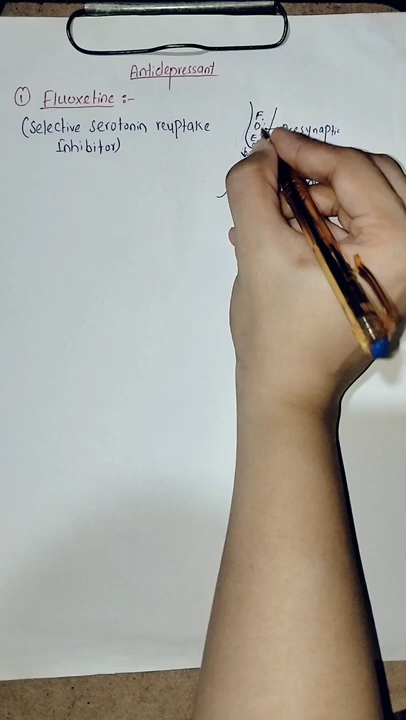 Antidepressant
① Fluoxetine :-
(Selective serotonin reuptake
Inhibitor)
Presynaptic